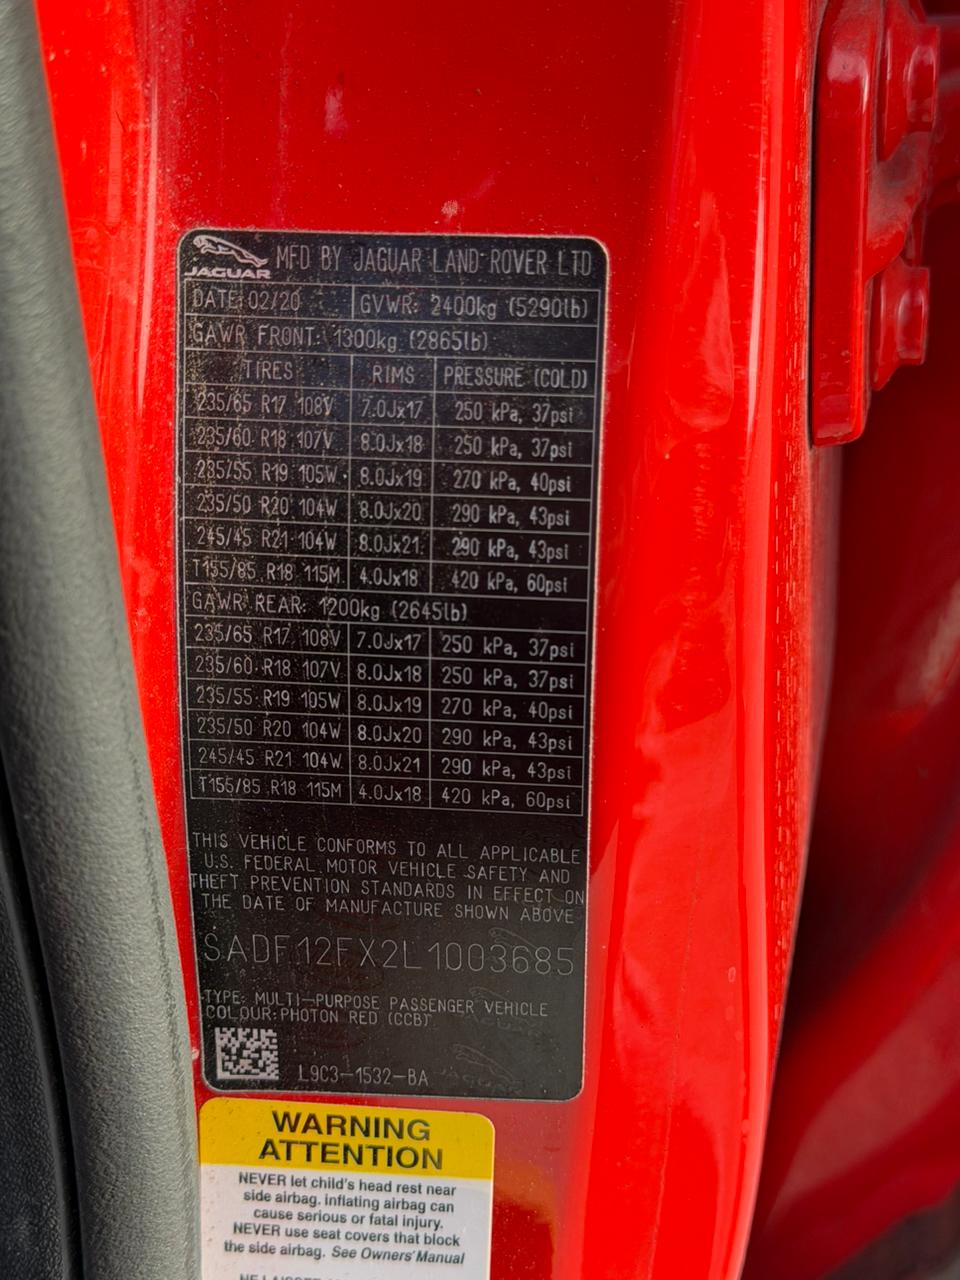 JAGUAR MFD BY JAGUAR LAND ROVER LTD
DATE: 02/20 GVWR: 2400kg (5290lb)
GAWR FRONT: 1300kg (2865lb)
TIRES RIMS PRESSURE (COLD)
235/65 R17 108V 7.0Jx17 250 kPa, 37psi
235/60 R18 107V 8.0Jx18 250 kPa, 37psi
235/55 R19 105W 8.0Jx19 270 kPa, 40psi
235/50 R20 104W 8.0Jx20 290 kPa, 43psi
245/45 R21 104W 8.0Jx21 290 kPa, 43psi
T155/85 R18 115M 4.0Jx18 420 kPa, 60psi
GAWR REAR: 1200kg (2645lb)
235/65 R17 108V 7.0Jx17 250 kPa, 37psi
235/60 R18 107V 8.0Jx18 250 kPa, 37psi
235/55 R19 105W 8.0Jx19 270 kPa, 40psi
235/50 R20 104W 8.0Jx20 290 kPa, 43psi
245/45 R21 104W 8.0Jx21 290 kPa, 43psi
T155/85 R18 115M 4.0Jx18 420 kPa, 60psi
THIS VEHICLE CONFORMS TO ALL APPLICABLE
U.S. FEDERAL MOTOR VEHICLE SAFETY AND
THEFT PREVENTION STANDARDS IN EFFECT ON
THE DATE OF MANUFACTURE SHOWN ABOVE
SADF12FX2L1003685
TYPE: MULTI-PURPOSE PASSENGER VEHICLE
COLOUR:PHOTON RED (CCB)
L9C3-1532-BA
WARNING
ATTENTION
NEVER let child's head rest near
side airbag. inflating airbag can
cause serious or fatal injury.
NEVER use seat covers that block
the side airbag. See Owners' Manual